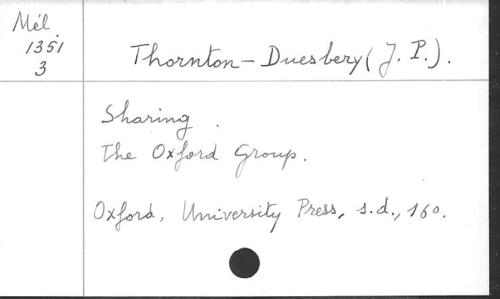 Mél.
1351
3
Thornton-Duesbery (J. P.).
Sharing.
The Oxford Group.
Oxford, University Press, s.d., 16o.